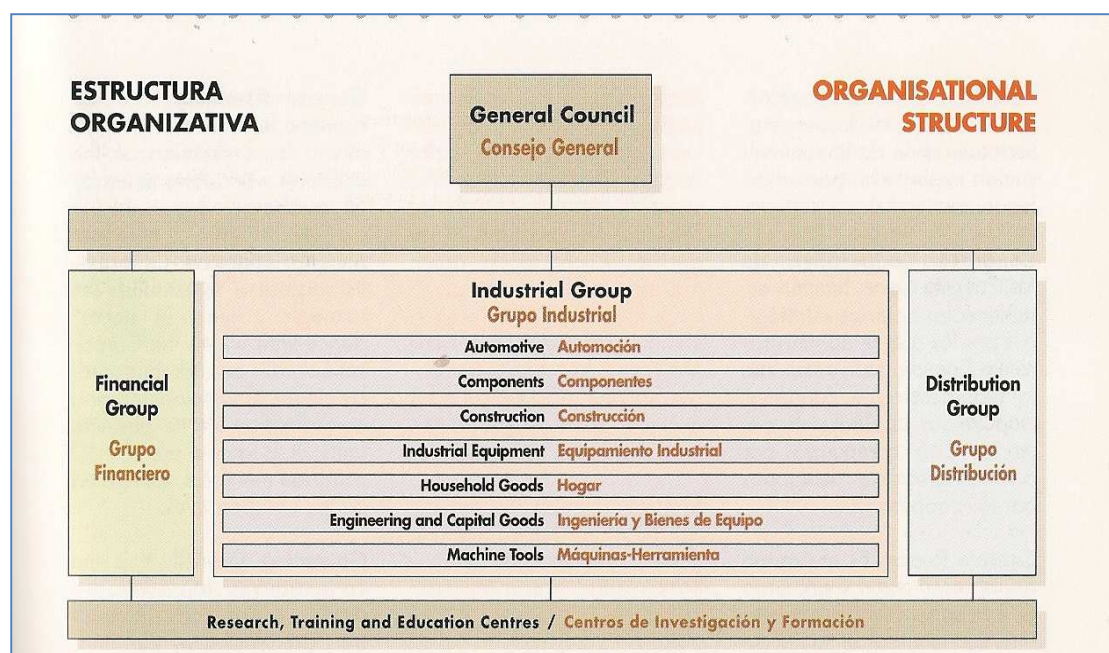 ESTRUCTURA
ORGANIZATIVA
General Council
Consejo General
ORGANISATIONAL
STRUCTURE
Financial
Group
Grupo
Financiero
Industrial Group
Grupo Industrial
Automotive Automoción
Components Componentes
Construction Construcción
Industrial Equipment Equipamiento Industrial
Household Goods Hogar
Engineering and Capital Goods Ingeniería y Bienes de Equipo
Machine Tools Máquinas-Herramienta
Distribution
Group
Grupo
Distribución
Research, Training and Education Centres / Centros de Investigación y Formación